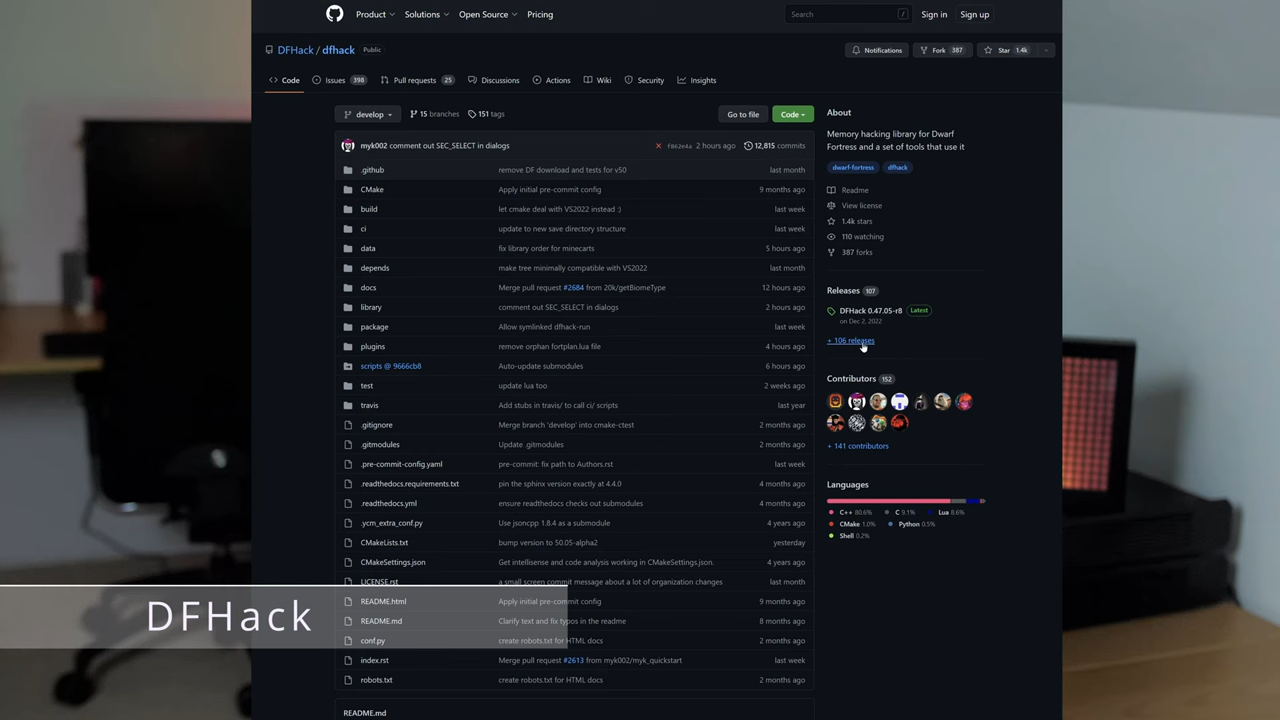 Product Solutions Open Source Pricing Search / Sign in Sign up
DFHack / dfhack Public Notifications Fork 387 Star 1.4k
Code Issues 398 Pull requests 25 Discussions Actions Wiki Security Insights
develop 15 branches 151 tags Go to file Code
myk002 comment out SEC_SELECT in dialogs f862e4a 2 hours ago 12,815 commits
.github remove DF download and tests for v50 last month
CMake Apply initial pre-commit config 9 months ago
build let cmake deal with VS2022 instead :) last week
ci update to new save directory structure last week
data fix library order for minecarts 5 hours ago
depends make tree minimally compatible with VS2022 last month
docs Merge pull request #2684 from 20k/getBiomeType 12 hours ago
library comment out SEC_SELECT in dialogs 2 hours ago
package Allow symlinked dfhack-run last week
plugins remove orphan fortplan.lua file 4 hours ago
scripts @ 9666cb8 Auto-update submodules 6 hours ago
test update lua too 2 weeks ago
travis Add stubs in travis/ to call ci/ scripts last year
.gitignore Merge branch 'develop' into cmake-ctest 2 months ago
.gitmodules Update .gitmodules 2 months ago
.pre-commit-config.yaml pre-commit: fix path to Authors.rst last week
.readthedocs.requirements.txt pin the sphinx version exactly at 4.4.0 4 months ago
.readthedocs.yml ensure readthedocs checks out submodules 4 months ago
.ycm_extra_conf.py Use jsoncpp 1.8.4 as a submodule 4 years ago
CMakeLists.txt bump version to 50.05-alpha2 yesterday
CMakeSettings.json Get intellisense and code analysis working in CMakeSettings.json. 4 years ago
LICENSE.rst a small screen commit message about a lot of organization changes last month
README.html Apply initial pre-commit config 9 months ago
README.md Clarify text and fix typos in the readme 8 months ago
conf.py create robots.txt for HTML docs 2 months ago
index.rst Merge pull request #2613 from myk002/myk_quickstart last week
robots.txt create robots.txt for HTML docs 2 months ago
README.md
About
Memory hacking library for Dwarf
Fortress and a set of tools that use it
dwarf-fortress dfhack
Readme
View license
1.4k stars
110 watching
387 forks
Releases 107
DFHack 0.47.05-r8 Latest
on Dec 2, 2022
+ 106 releases
Contributors 152
+ 141 contributors
Languages
C++ 80.6% C 9.1% Lua 8.6%
CMake 1.0% Python 0.5%
Shell 0.2%
DFHack